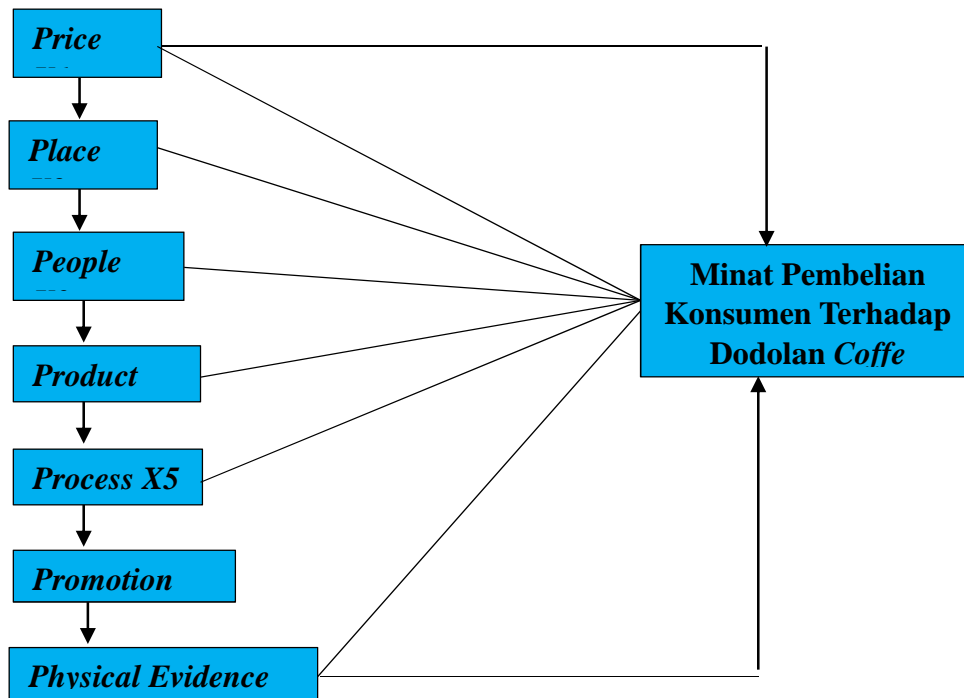 Price
Place
People
Product
Process X5
Promotion
Physical Evidence
Minat Pembelian
Konsumen Terhadap
Dodolan Coffe